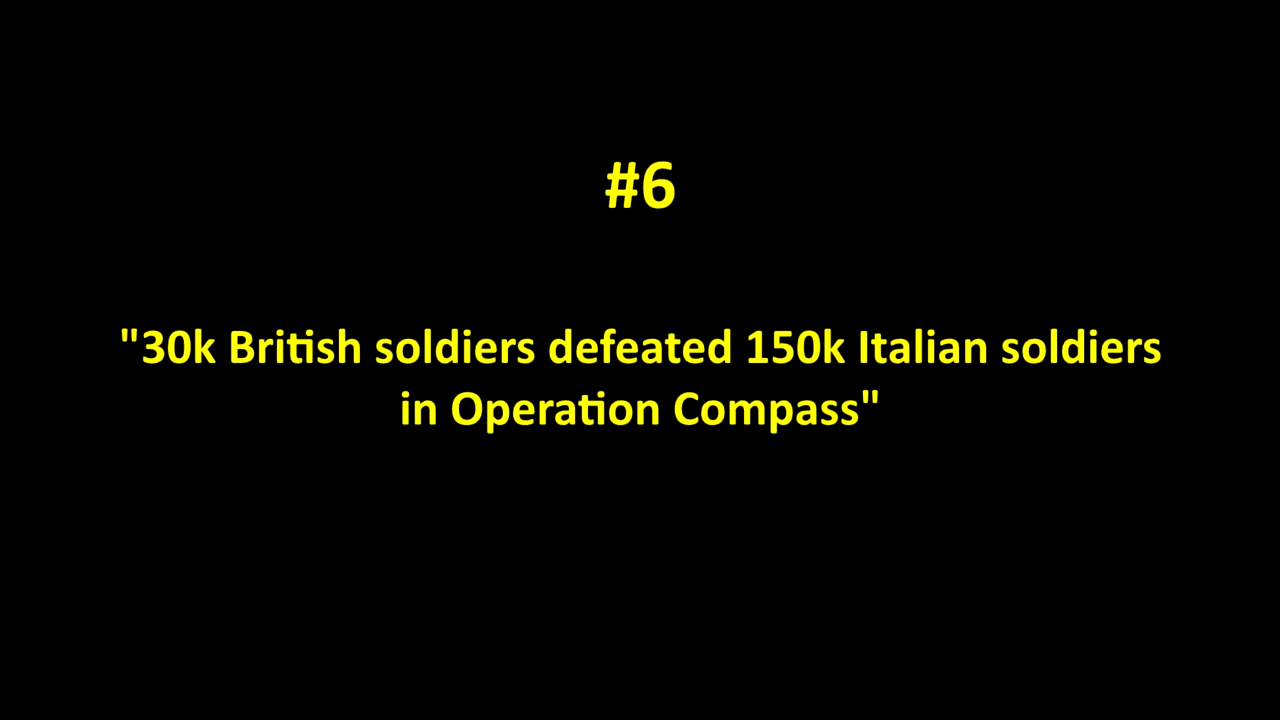 #6
"30k British soldiers defeated 150k Italian soldiers
in Operation Compass"